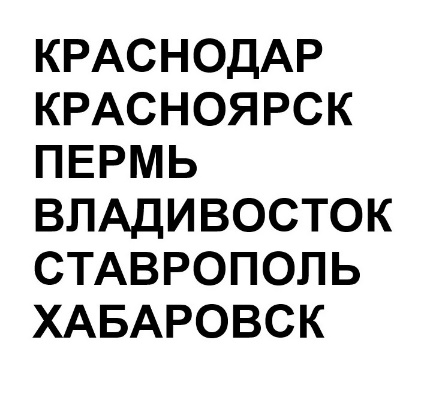 КРАСНОДАР
КРАСНОЯРСК
ПЕРМЬ
ВЛАДИВОСТОК
СТАВРОПОЛЬ
ХАБАРОВСК